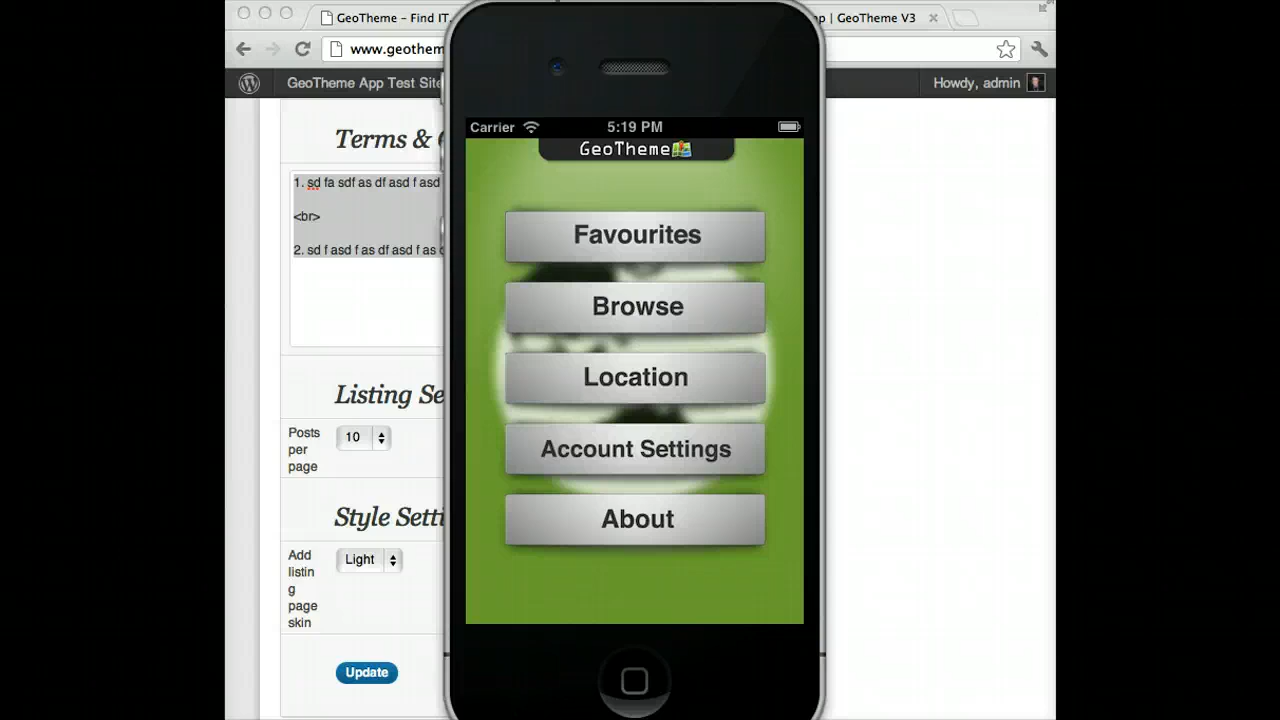 GeoTheme – Find IT.
p | GeoTheme V3
www.geothem
GeoTheme App Test Site
Howdy, admin
Terms &
1. sd fa sdf as df asd f asd
<br>
2. sd f asd f as df asd f as
Listing Se
Posts
per
page
10
Style Setti
Add
listin
g
page
skin
Light
Update
Carrier
5:19 PM
GeoTheme
Favourites
Browse
Location
Account Settings
About